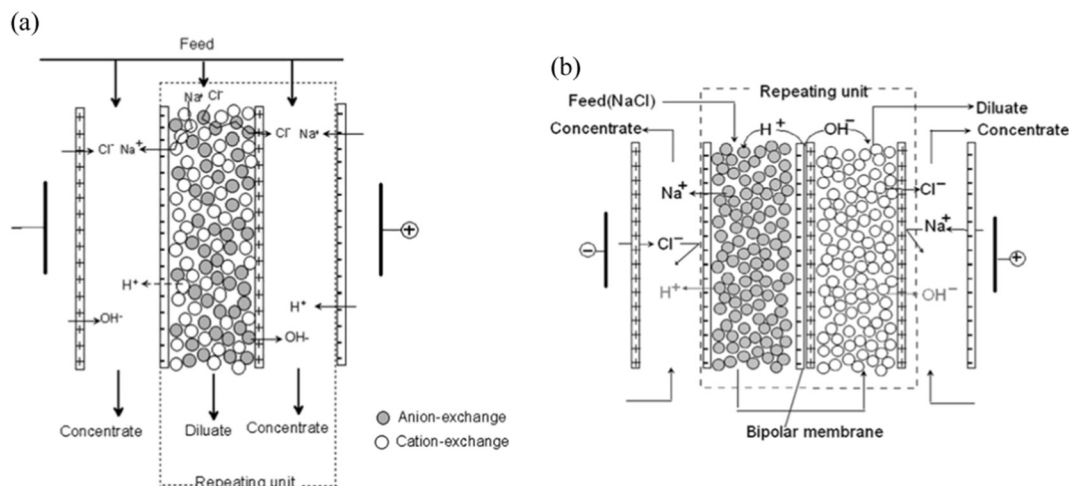 (a)
Feed
Na⁺ Cl⁻
Cl⁻ Na⁺
Cl⁻ Na⁺
H⁺
H⁺
OH⁻
OH-
Concentrate
Diluate
Concentrate
Anion-exchange
Cation-exchange
Repeating unit
(b)
Repeating unit
Feed(NaCl)
Diluate
Concentrate
H⁺
OH⁻
Concentrate
Na⁺
Cl⁻
Cl⁻
Na⁺
H⁺
OH⁻
Bipolar membrane